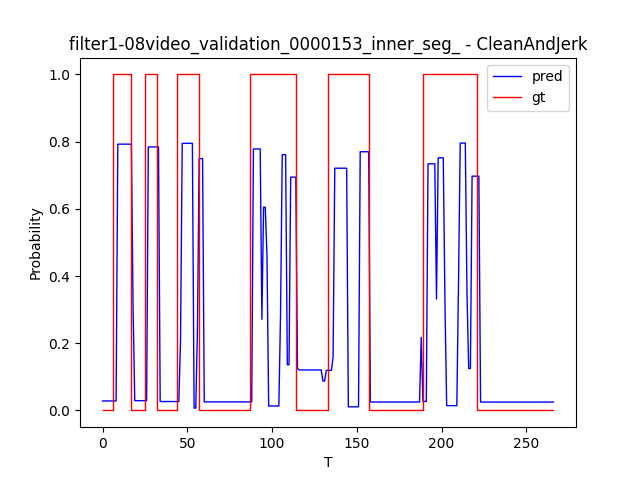 filter1-08video_validation_0000153_inner_seg_ - CleanAndJerk
pred
gt
Probability
1.0
0.8
0.6
0.4
0.2
0.0
0
50
100
150
200
250
T